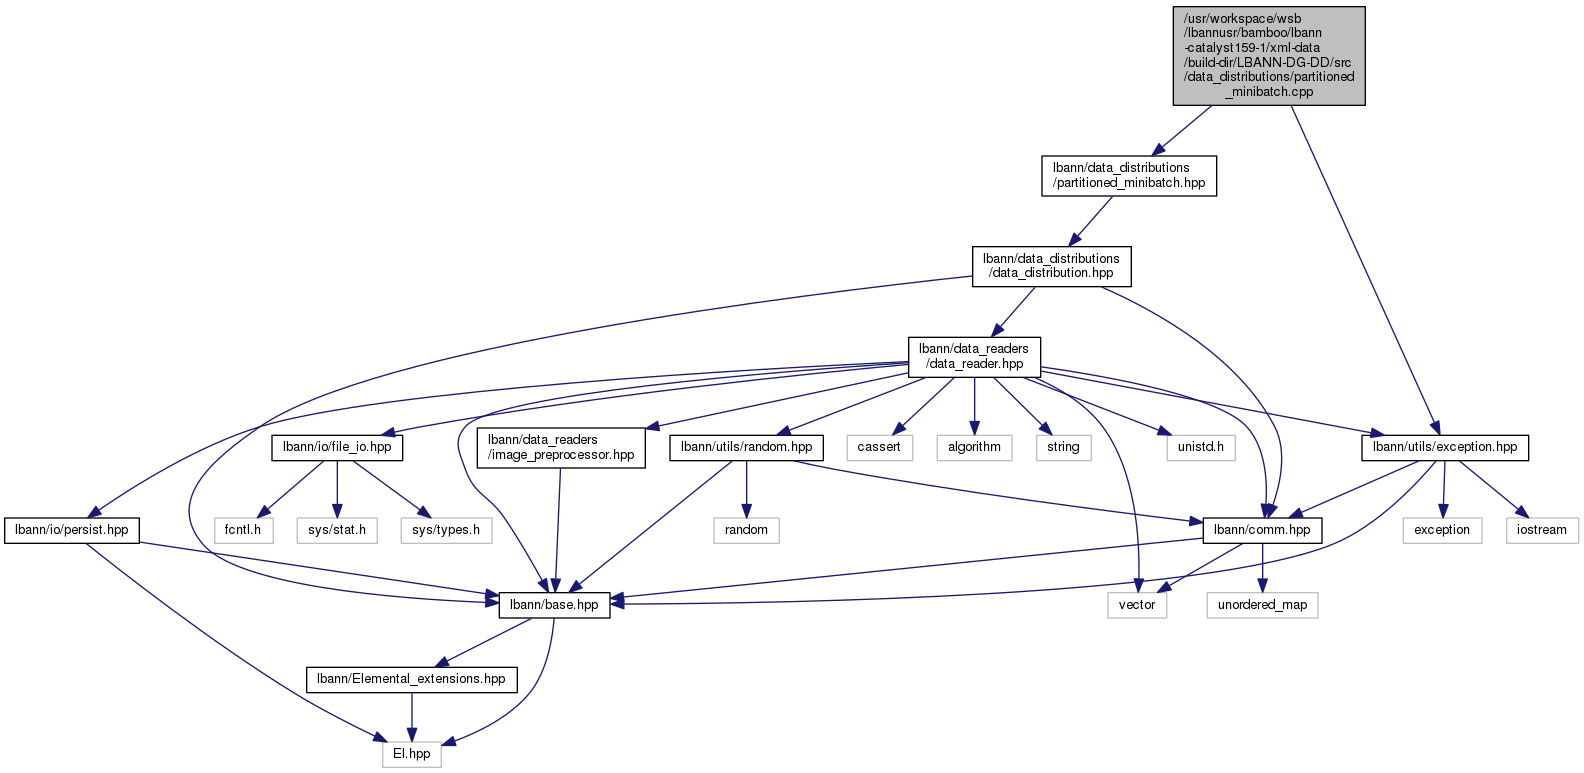 /usr/workspace/wsb
/lbannusr/bamboo/lbann
-catalyst159-1/xml-data
/build-dir/LBANN-DG-DD/src
/data_distributions/partitioned
_minibatch.cpp
lbann/data_distributions
/partitioned_minibatch.hpp
lbann/data_distributions
/data_distribution.hpp
lbann/data_readers
/data_reader.hpp
lbann/io/file_io.hpp
lbann/data_readers
/image_preprocessor.hpp
lbann/utils/random.hpp
cassert
algorithm
string
unistd.h
lbann/utils/exception.hpp
lbann/io/persist.hpp
fcntl.h
sys/stat.h
sys/types.h
random
lbann/comm.hpp
exception
iostream
lbann/base.hpp
vector
unordered_map
lbann/Elemental_extensions.hpp
El.hpp